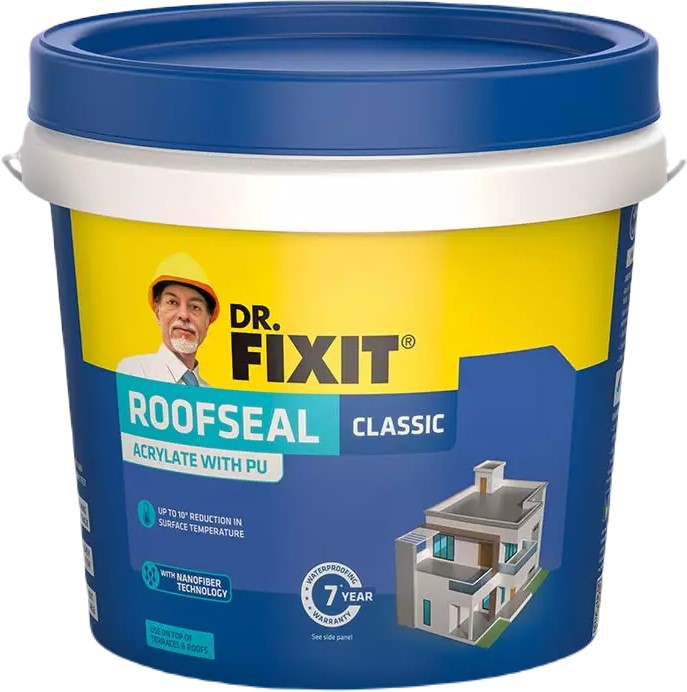 DR.
FIXIT®
ROOFSEAL CLASSIC
ACRYLATE WITH PU
UP TO 10° REDUCTION IN
SURFACE TEMPERATURE
WITH NANOFIBER
TECHNOLOGY
WATERPROOFING
7* YEAR
WARRANTY
See side panel
USE ON TOP OF
TERRACES & ROOFS